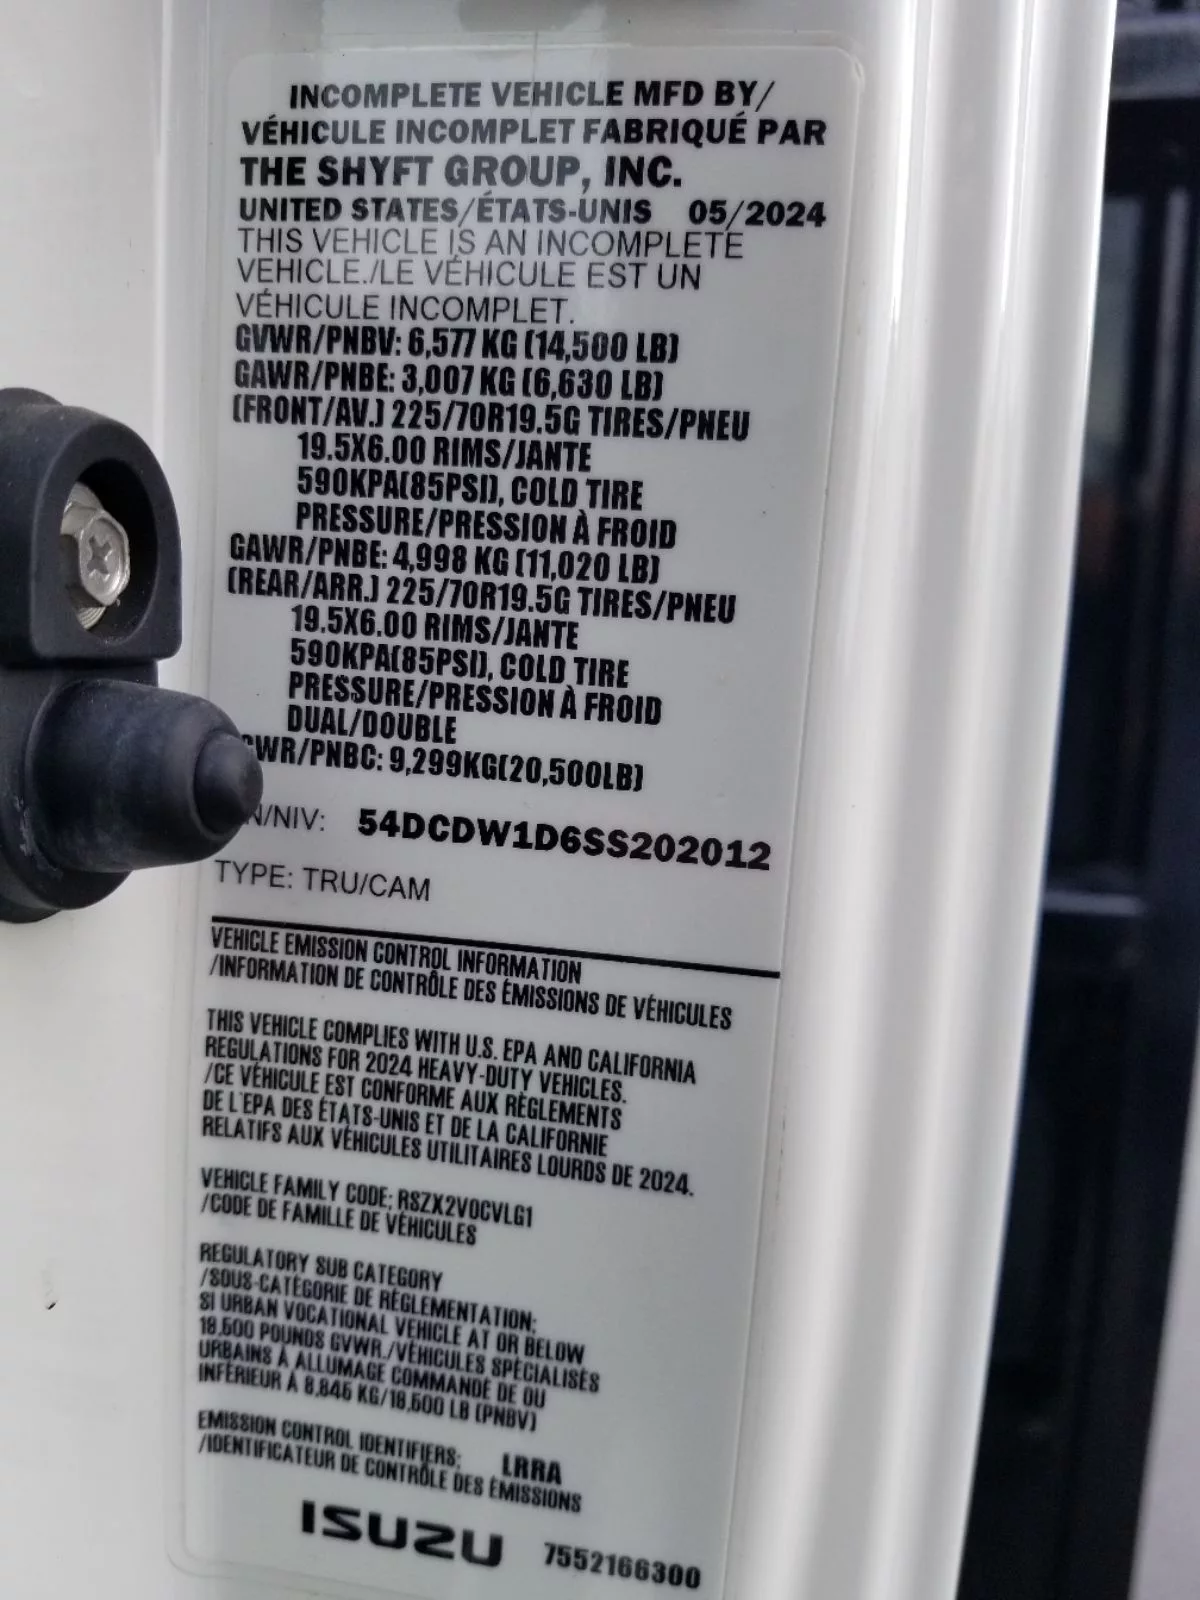 INCOMPLETE VEHICLE MFD BY/
VÉHICULE INCOMPLET FABRIQUÉ PAR
THE SHYFT GROUP, INC.
UNITED STATES/ÉTATS-UNIS 05/2024
THIS VEHICLE IS AN INCOMPLETE
VEHICLE./LE VÉHICULE EST UN
VÉHICULE INCOMPLET.
GVWR/PNBV: 6,577 KG (14,500 LB)
GAWR/PNBE: 3,007 KG (6,630 LB)
(FRONT/AV.) 225/70R19.5G TIRES/PNEU
19.5X6.00 RIMS/JANTE
590KPA(85PSI), COLD TIRE
PRESSURE/PRESSION À FROID
GAWR/PNBE: 4,998 KG (11,020 LB)
(REAR/ARR.) 225/70R19.5G TIRES/PNEU
19.5X6.00 RIMS/JANTE
590KPA(85PSI), COLD TIRE
PRESSURE/PRESSION À FROID
DUAL/DOUBLE
CWR/PNBC: 9,299KG(20,500LB)
N/NIV: 54DCDW1D6SS202012
TYPE: TRU/CAM
VEHICLE EMISSION CONTROL INFORMATION
/INFORMATION DE CONTRÔLE DES ÉMISSIONS DE VÉHICULES
THIS VEHICLE COMPLIES WITH U.S. EPA AND CALIFORNIA
REGULATIONS FOR 2024 HEAVY-DUTY VEHICLES.
/CE VÉHICULE EST CONFORME AUX RÈGLEMENTS
DE L'EPA DES ÉTATS-UNIS ET DE LA CALIFORNIE
RELATIFS AUX VÉHICULES UTILITAIRES LOURDS DE 2024.
VEHICLE FAMILY CODE: RSZX2VOCVLG1
/CODE DE FAMILLE DE VÉHICULES
REGULATORY SUB CATEGORY
/SOUS-CATÉGORIE DE RÈGLEMENTATION:
SI URBAN VOCATIONAL VEHICLE AT OR BELOW
18,500 POUNDS GVWR./VÉHICULES SPÉCIALISÉS
URBAINS À ALLUMAGE COMMANDÉ DE OU
INFÉRIEUR À 8,845 KG/18,500 LB (PNBV)
EMISSION CONTROL IDENTIFIERS: LRRA
/IDENTIFICATEUR DE CONTRÔLE DES ÉMISSIONS
ISUZU 7552166300